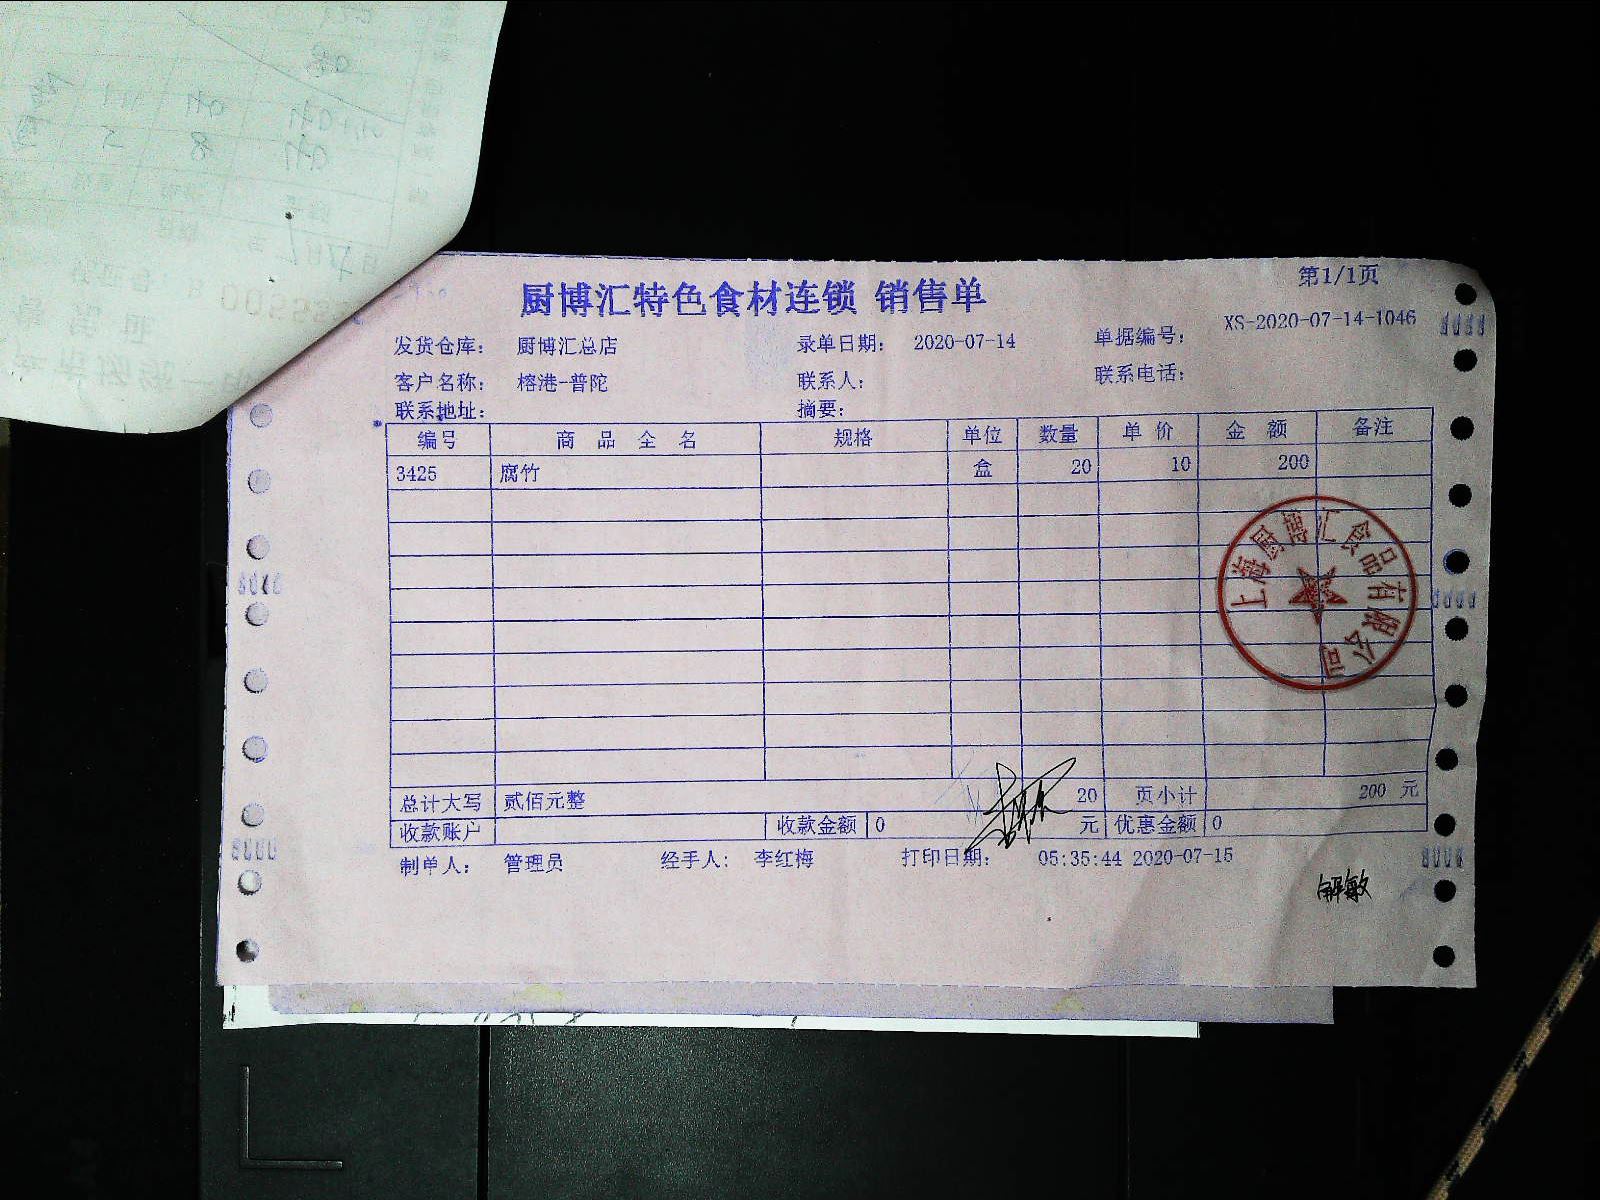 厨博汇特色食材连锁 销售单
第1/1页
发货仓库: 厨博汇总店 录单日期: 2020-07-14 单据编号: XS-2020-07-14-1046
客户名称: 榕港-普陀 联系人: 联系电话:
联系地址: 摘要:
编号 商 品 全 名 规格 单位 数量 单 价 金 额 备注
3425 腐竹 盒 20 10 200
上海厨博汇食品有限公司
总计大写 贰佰元整 20 页小计 200 元
收款账户 收款金额 0 元 优惠金额 0
制单人: 管理员 经手人: 李红梅 打印日期: 05:35:44 2020-07-15
解敏